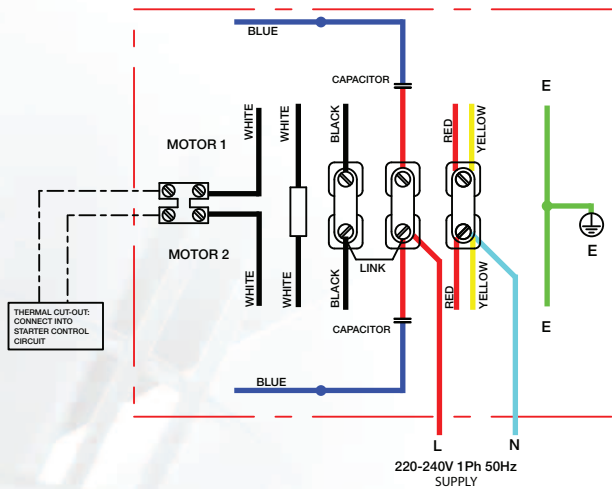 BLUE
CAPACITOR
E
WHITE
WHITE
BLACK
RED
YELLOW
MOTOR 1
MOTOR 2
E
LINK
WHITE
WHITE
BLACK
RED
YELLOW
THERMAL CUT-OUT:
CONNECT INTO
STARTER CONTROL
CIRCUIT
CAPACITOR
E
BLUE
L
N
220-240V 1Ph 50Hz
SUPPLY